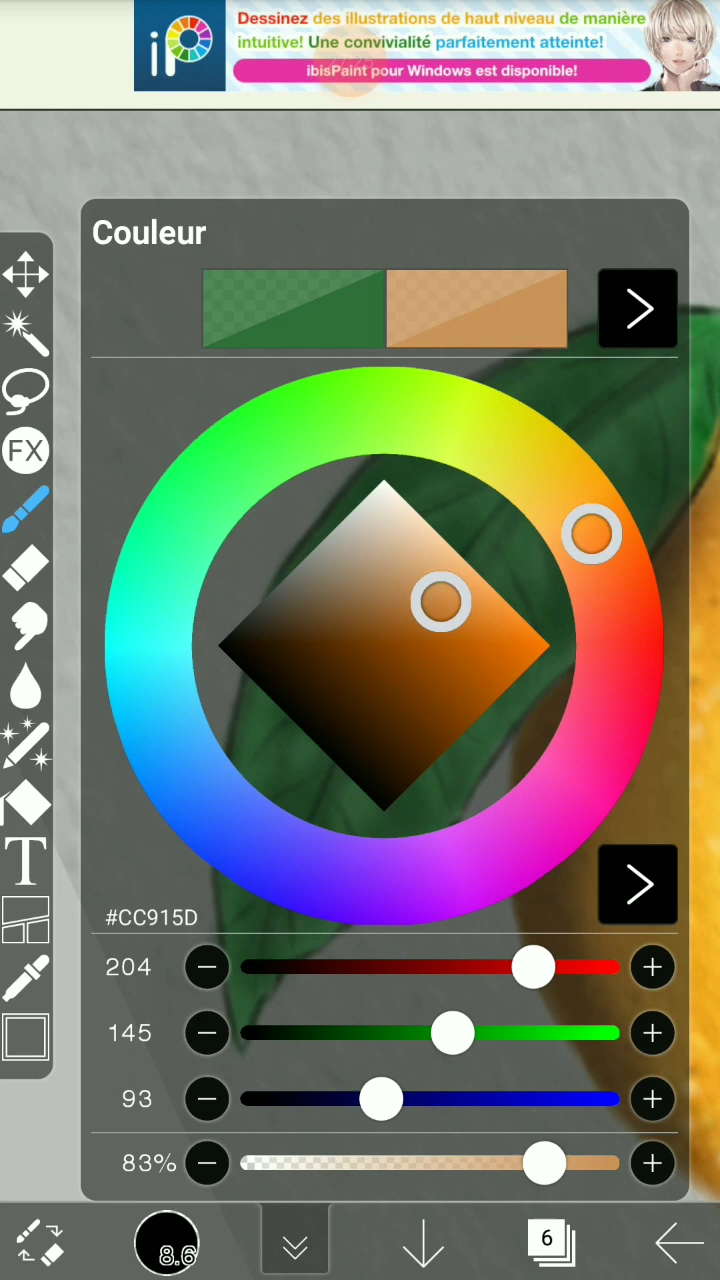 Dessinez des illustrations de haut niveau de manière
intuitive! Une convivialité parfaitement atteinte!
iP
ibisPaint pour Windows est disponible!
Couleur
FX
T
#CC915D
204
145
93
83%
8.6
6